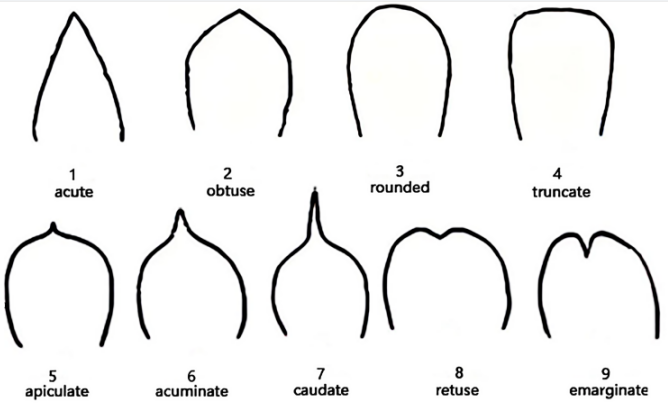 1
acute
2
obtuse
3
rounded
4
truncate
5
apiculate
6
acuminate
7
caudate
8
retuse
9
emarginate